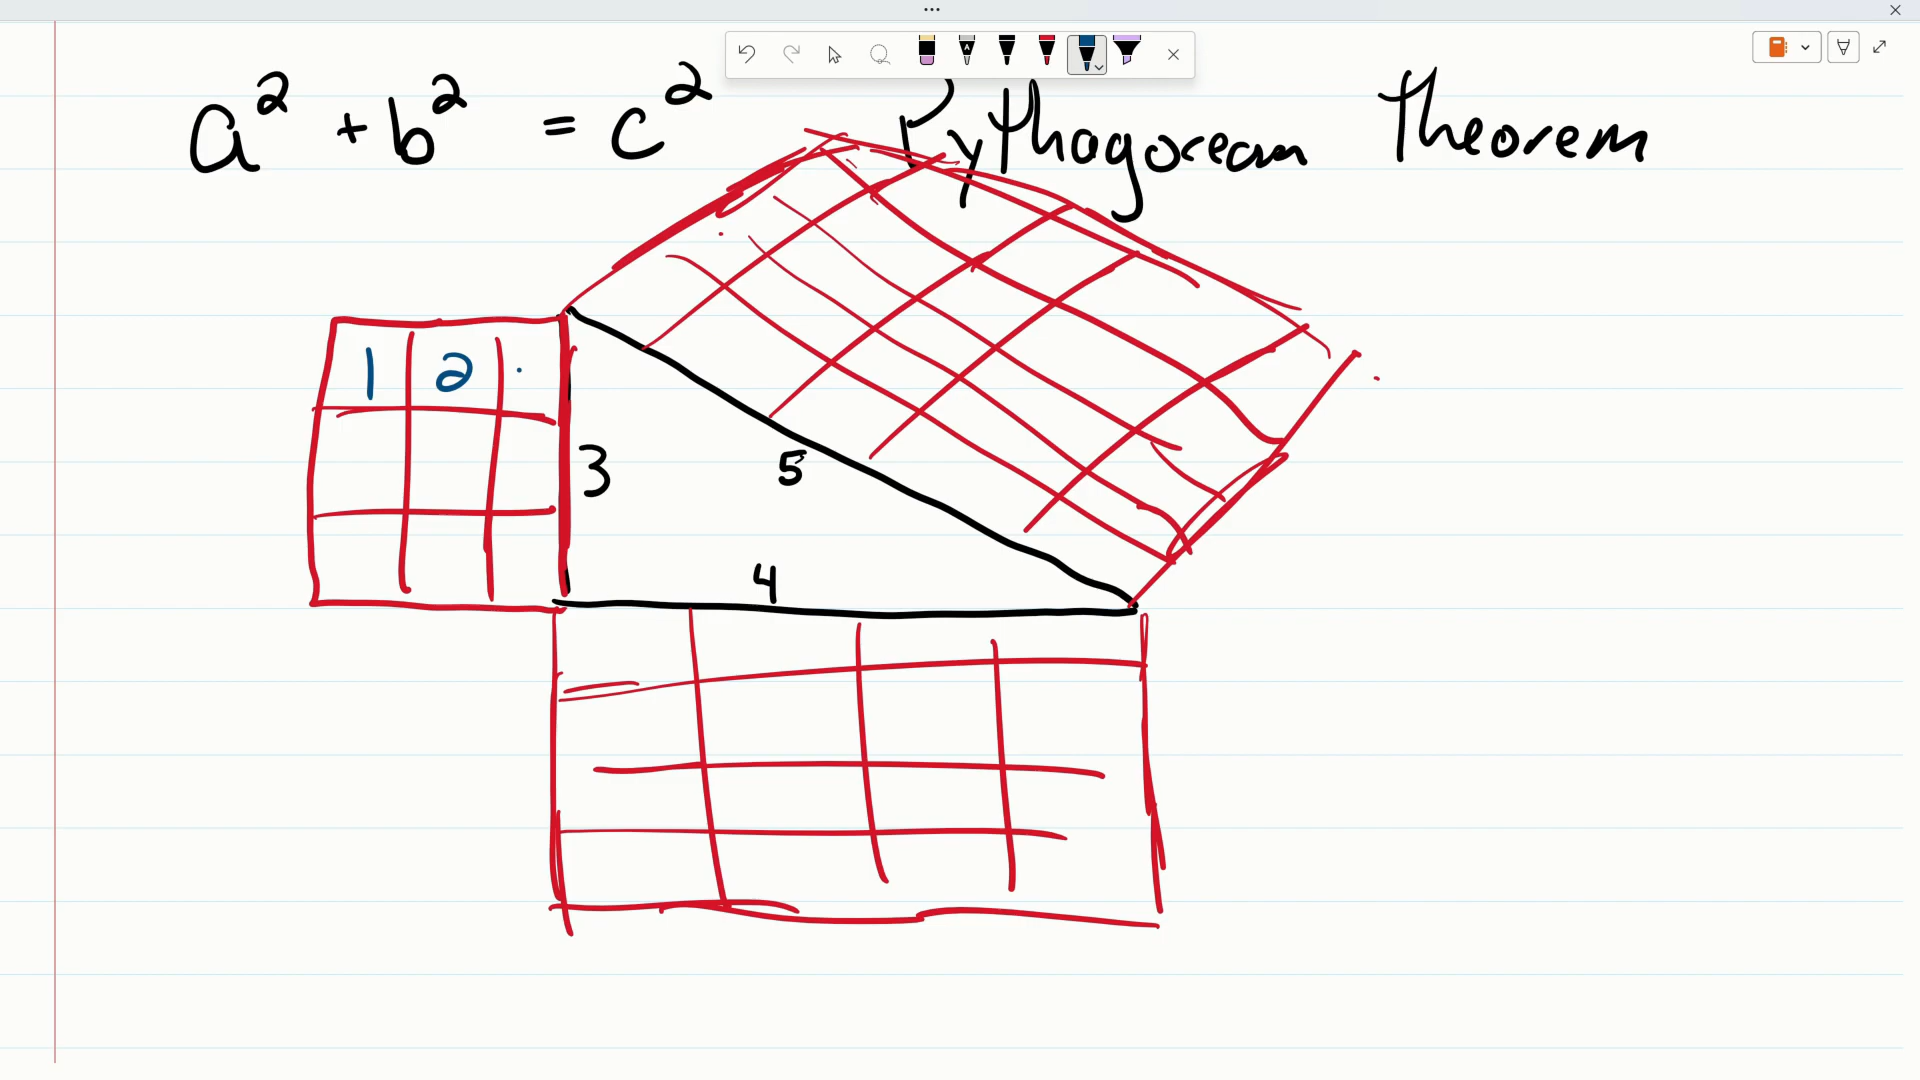 a² + b² = c² Pythagorean Theorem
1 2
3 5
4